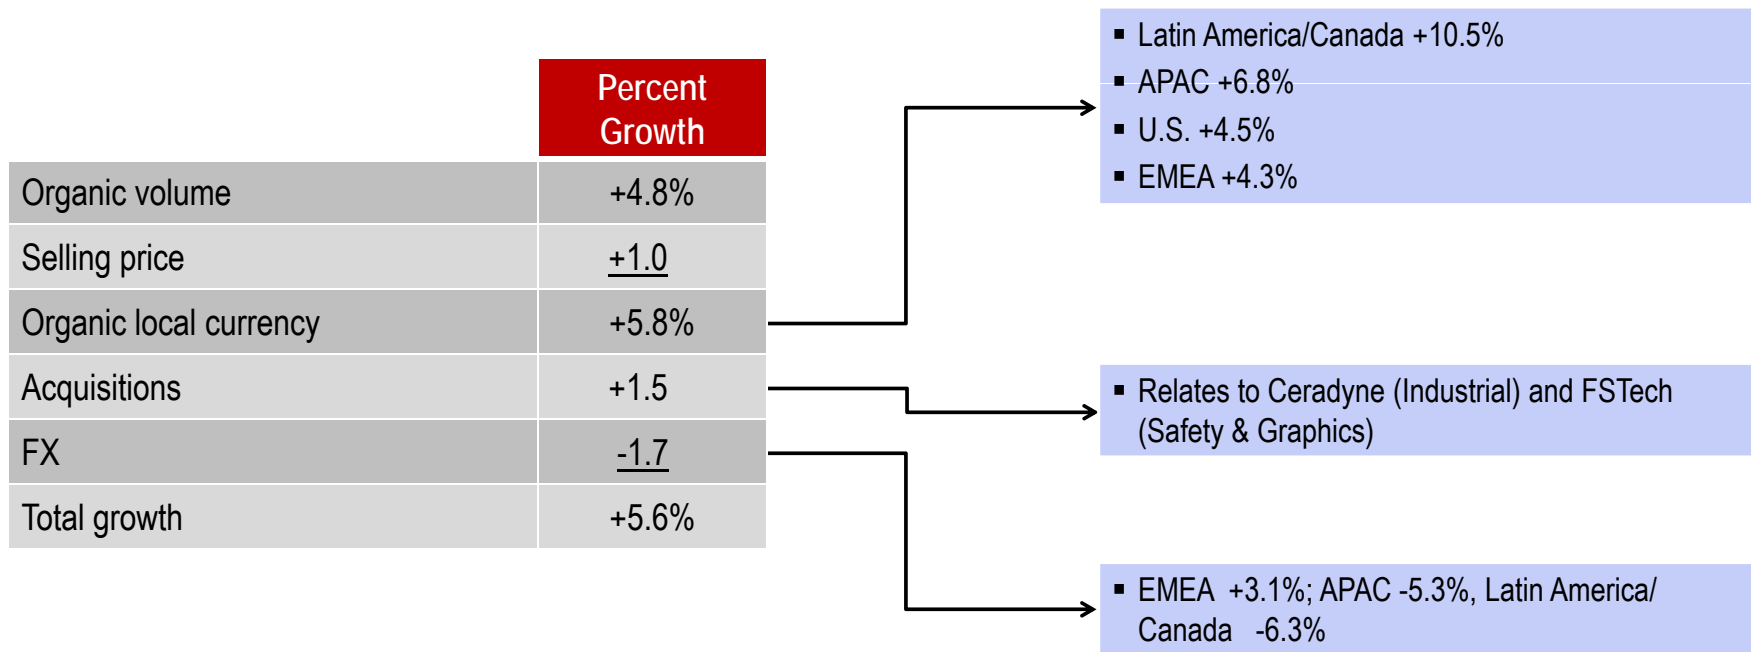 Percent
Growth
Organic volume +4.8%
Selling price +1.0
Organic local currency +5.8%
Acquisitions +1.5
FX -1.7
Total growth +5.6%
▪ Latin America/Canada +10.5%
▪ APAC +6.8%
▪ U.S. +4.5%
▪ EMEA +4.3%
▪ Relates to Ceradyne (Industrial) and FSTech
(Safety & Graphics)
▪ EMEA +3.1%; APAC -5.3%, Latin America/
Canada -6.3%